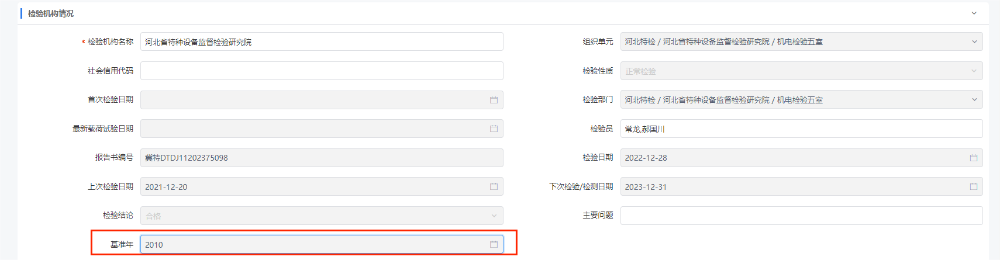 检验机构情况
* 检验机构名称 河北省特种设备监督检验研究院 组织单元 河北特检 / 河北省特种设备监督检验研究院 / 机电检验五室
社会信用代码 检验性质 正常检验
首次检验日期 检验部门 河北特检 / 河北省特种设备监督检验研究院 / 机电检验五室
最新载荷试验日期 检验员 常龙,郝国川
报告书编号 冀特DTDJ11202375098 检验日期 2022-12-28
上次检验日期 2021-12-20 下次检验/检测日期 2023-12-31
检验结论 合格 主要问题
基准年 2010